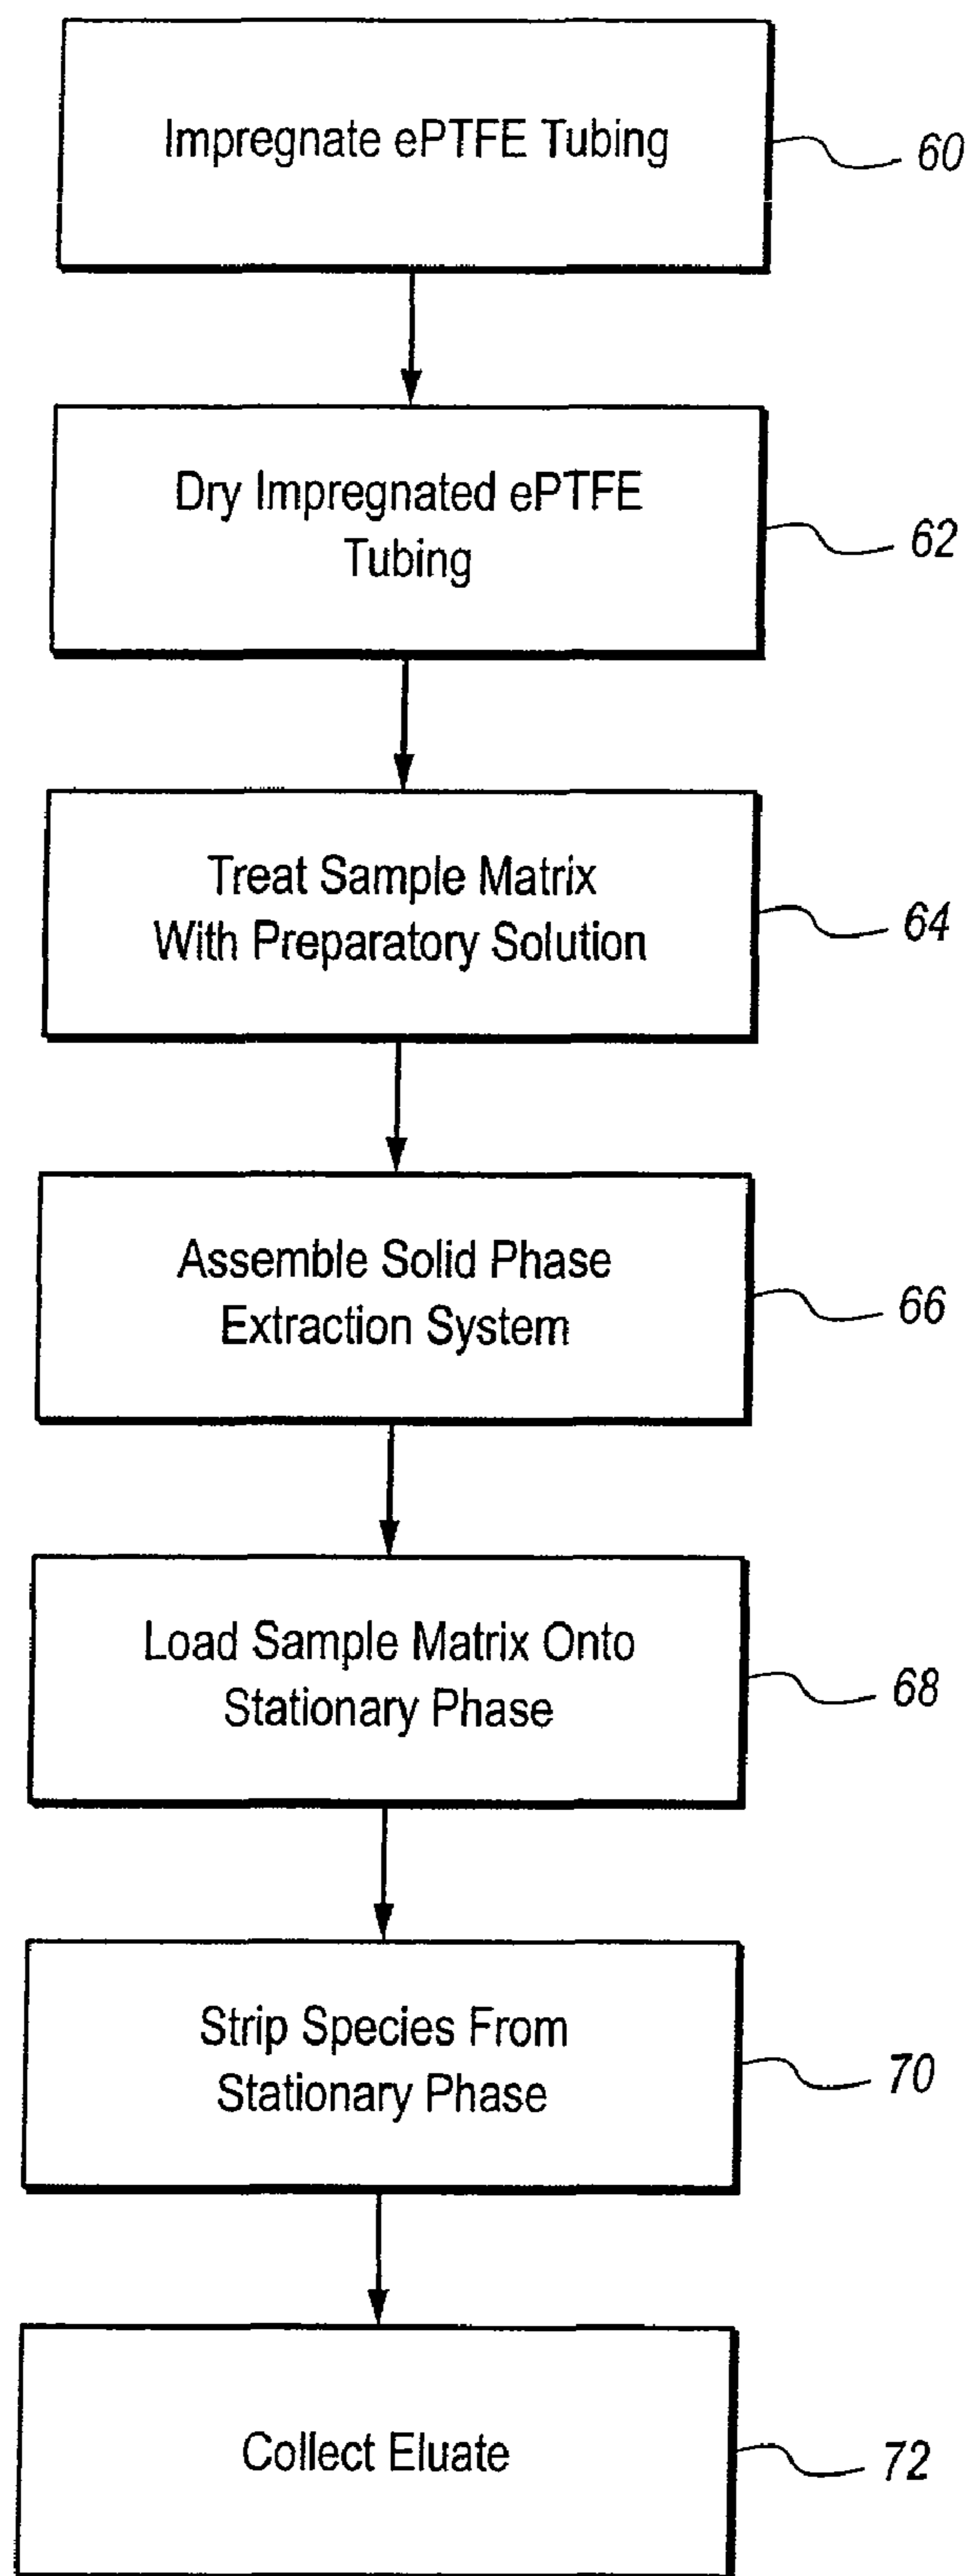 Impregnate ePTFE Tubing
60
Dry Impregnated ePTFE
Tubing
62
Treat Sample Matrix
With Preparatory Solution
64
Assemble Solid Phase
Extraction System
66
Load Sample Matrix Onto
Stationary Phase
68
Strip Species From
Stationary Phase
70
Collect Eluate
72